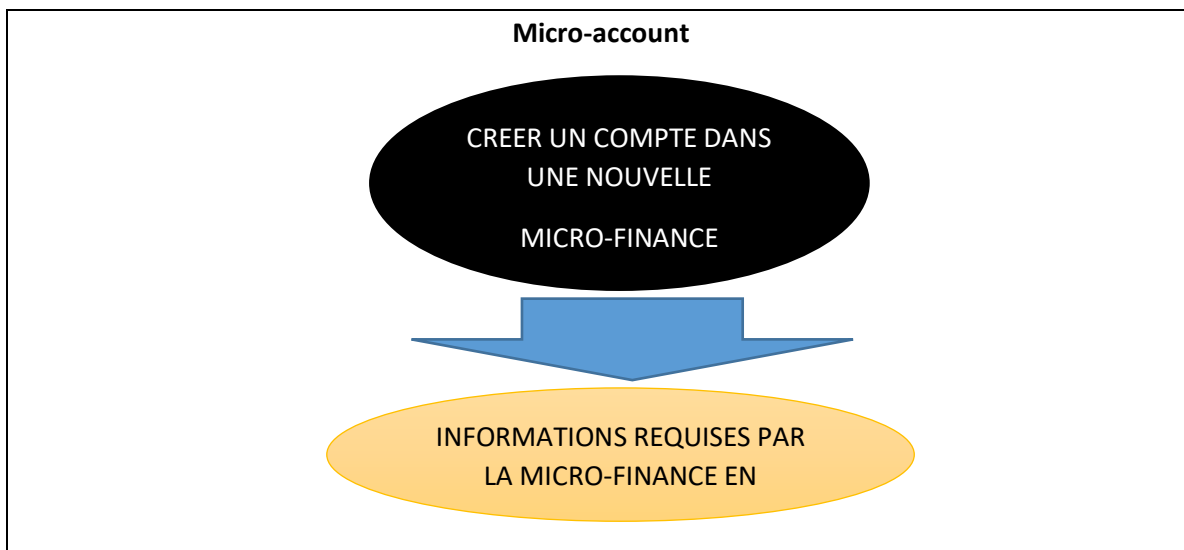 Micro-account
CREER UN COMPTE DANS
UNE NOUVELLE
MICRO-FINANCE
INFORMATIONS REQUISES PAR
LA MICRO-FINANCE EN